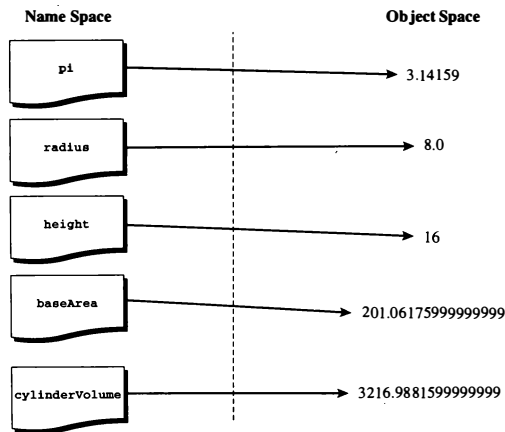 Name Space
Object Space
pi
3.14159
radius
8.0
height
16
baseArea
201.06175999999999
cylinderVolume
3216.9881599999999